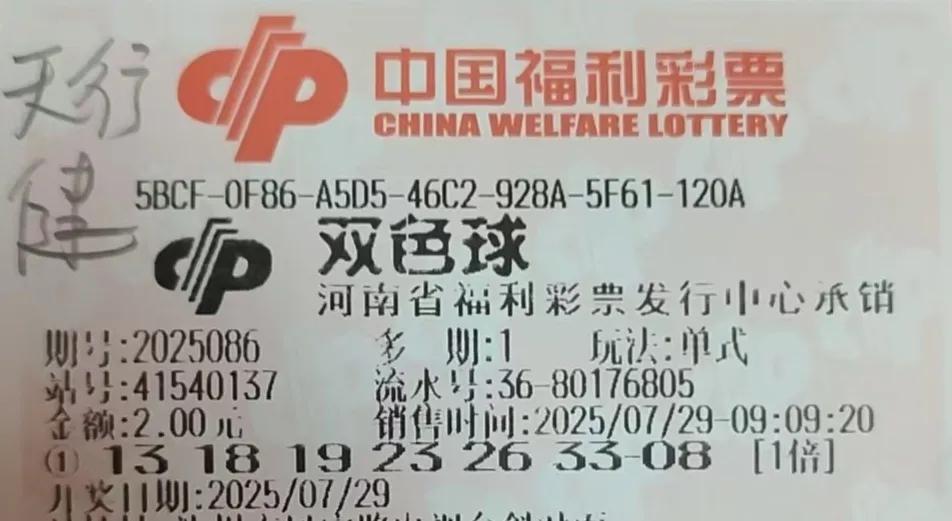 天行
健
中国福利彩票
CHINA WELFARE LOTTERY
5BCF-0F86-A5D5-46C2-928A-5F61-120A
双色球
河南省福利彩票发行中心承销
期号:2025086 多 期:1 玩法:单式
站号:41540137 流水号:36-80176805
金额:2.00元 销售时间:2025/07/29-09:09:20
① 13 18 19 23 26 33-08 [1倍]
开奖日期:2025/07/29